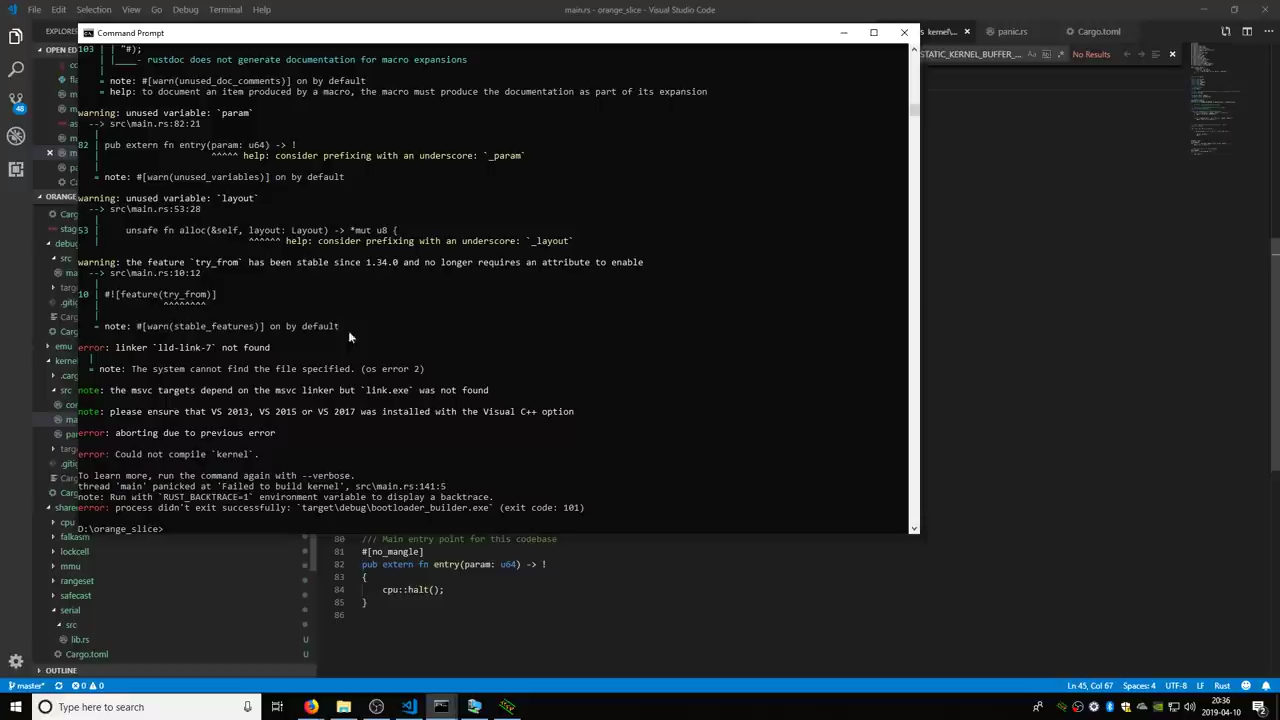 File Edit Selection View Go Debug Terminal Help
main.rs - orange_slice - Visual Studio Code
Command Prompt
panic.rs
Cargo.toml
STATIC_KERNEL_BUFFER_...
No Results
103 | | "#);
| |____- rustdoc does not generate documentation for macro expansions
|
= note: #[warn(unused_doc_comments)] on by default
= help: to document an item produced by a macro, the macro must produce the documentation as part of its expansion
warning: unused variable: `param`
--> src\main.rs:82:21
|
82 | pub extern fn entry(param: u64) -> !
| ^^^^^ help: consider prefixing with an underscore: `_param`
|
= note: #[warn(unused_variables)] on by default
warning: unused variable: `layout`
--> src\main.rs:53:28
|
53 | unsafe fn alloc(&self, layout: Layout) -> *mut u8 {
| ^^^^^^ help: consider prefixing with an underscore: `_layout`
warning: the feature `try_from` has been stable since 1.34.0 and no longer requires an attribute to enable
--> src\main.rs:10:12
|
10 | #![feature(try_from)]
| ^^^^^^^^
|
= note: #[warn(stable_features)] on by default
error: linker `lld-link-7` not found
|
= note: The system cannot find the file specified. (os error 2)
note: the msvc targets depend on the msvc linker but `link.exe` was not found
note: please ensure that VS 2013, VS 2015 or VS 2017 was installed with the Visual C++ option
error: aborting due to previous error
error: Could not compile `kernel`.
To learn more, run the command again with --verbose.
thread 'main' panicked at 'Failed to build kernel', src\main.rs:141:5
note: Run with `RUST_BACKTRACE=1` environment variable to display a backtrace.
error: process didn't exit successfully: `target\debug\bootloader_builder.exe` (exit code: 101)
D:\orange_slice>
48
cpu
falkasm
lockcell
mmu
rangeset
safecast
serial
src
lib.rs U
Cargo.toml U
OUTLINE
80 /// Main entry point for this codebase
81 #[no_mangle]
82 pub extern fn entry(param: u64) -> !
83 {
84 cpu::halt();
85 }
86
master*
0 0
Ln 45, Col 67 Spaces: 4 UTF-8 LF Rust
Type here to search
20:36
2019-04-10
2